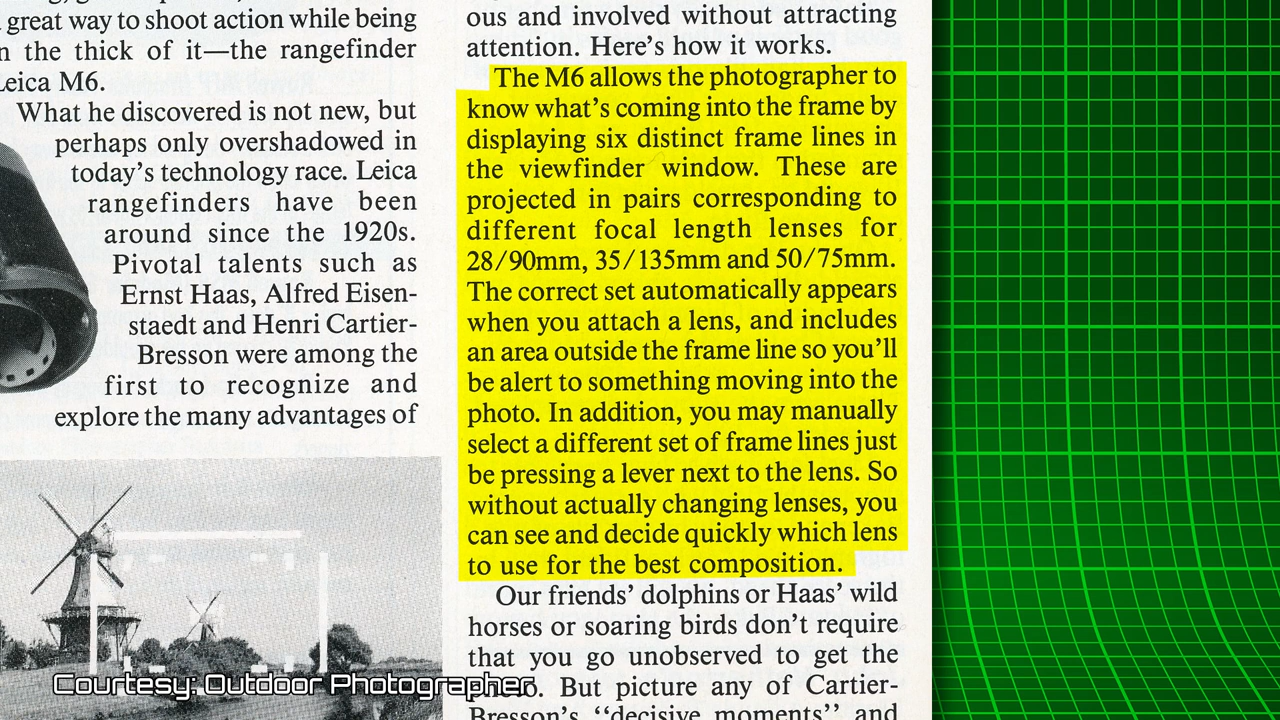 great way to shoot action while being
the thick of it—the rangefinder
Leica M6.
What he discovered is not new, but
perhaps only overshadowed in
today's technology race. Leica
rangefinders have been
around since the 1920s.
Pivotal talents such as
Ernst Haas, Alfred Eisen-
staedt and Henri Cartier-
Bresson were among the
first to recognize and
explore the many advantages of
ous and involved without attracting
attention. Here's how it works.
The M6 allows the photographer to
know what's coming into the frame by
displaying six distinct frame lines in
the viewfinder window. These are
projected in pairs corresponding to
different focal length lenses for
28/90mm, 35/135mm and 50/75mm.
The correct set automatically appears
when you attach a lens, and includes
an area outside the frame line so you'll
be alert to something moving into the
photo. In addition, you may manually
select a different set of frame lines just
be pressing a lever next to the lens. So
without actually changing lenses, you
can see and decide quickly which lens
to use for the best composition.
Our friends' dolphins or Haas' wild
horses or soaring birds don't require
that you go unobserved to get the
But picture any of Cartier-
Bresson's "decisive moments" and
Courtesy: Outdoor Photographer